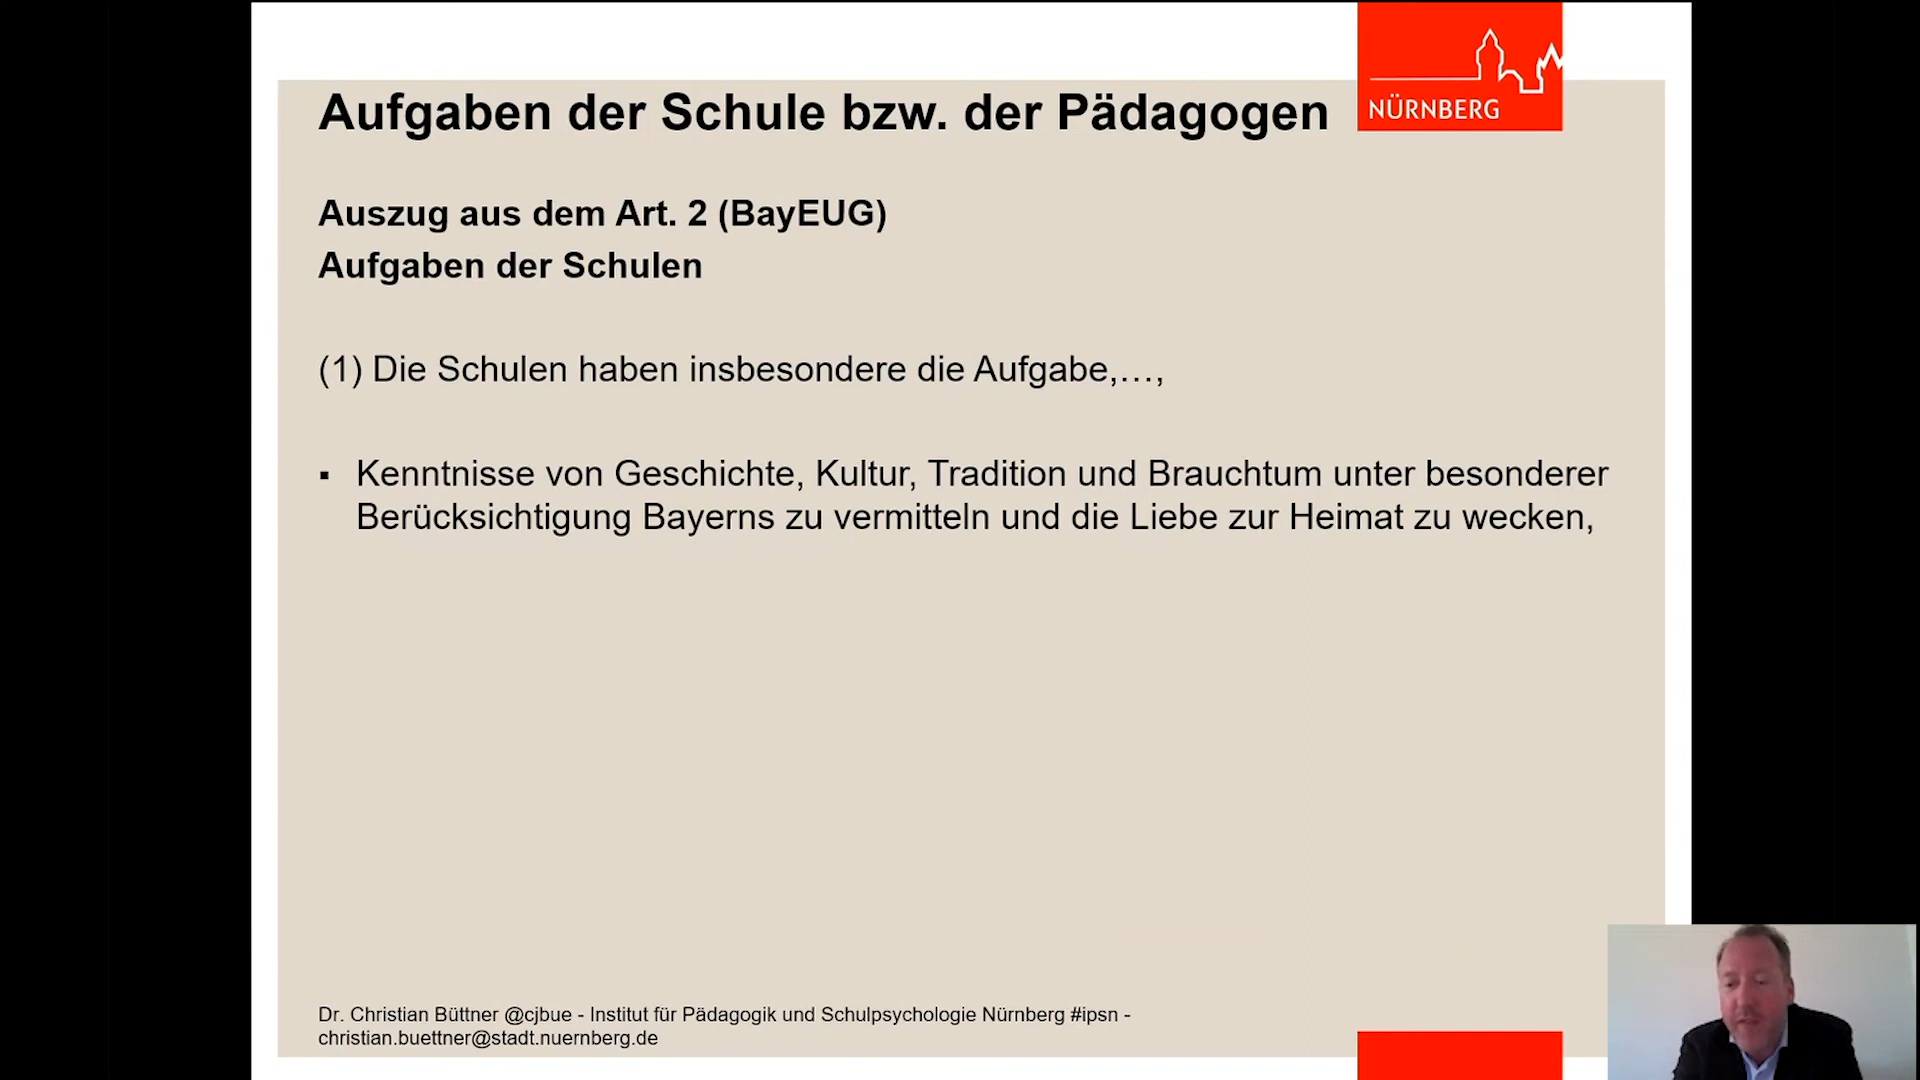 Aufgaben der Schule bzw. der Pädagogen
NÜRNBERG
Auszug aus dem Art. 2 (BayEUG)
Aufgaben der Schulen
(1) Die Schulen haben insbesondere die Aufgabe,…,
▪ Kenntnisse von Geschichte, Kultur, Tradition und Brauchtum unter besonderer
Berücksichtigung Bayerns zu vermitteln und die Liebe zur Heimat zu wecken,
Dr. Christian Büttner @cjbue - Institut für Pädagogik und Schulpsychologie Nürnberg #ipsn -
christian.buettner@stadt.nuernberg.de